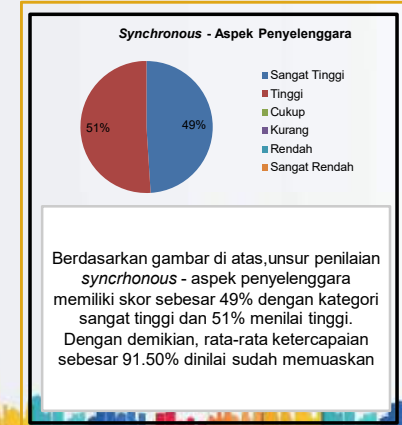 Synchronous - Aspek Penyelenggara
Sangat Tinggi
Tinggi
Cukup
Kurang
Rendah
Sangat Rendah
51%
49%
Berdasarkan gambar di atas,unsur penilaian
syncrhonous - aspek penyelenggara
memiliki skor sebesar 49% dengan kategori
sangat tinggi dan 51% menilai tinggi.
Dengan demikian, rata-rata ketercapaian
sebesar 91.50% dinilai sudah memuaskan